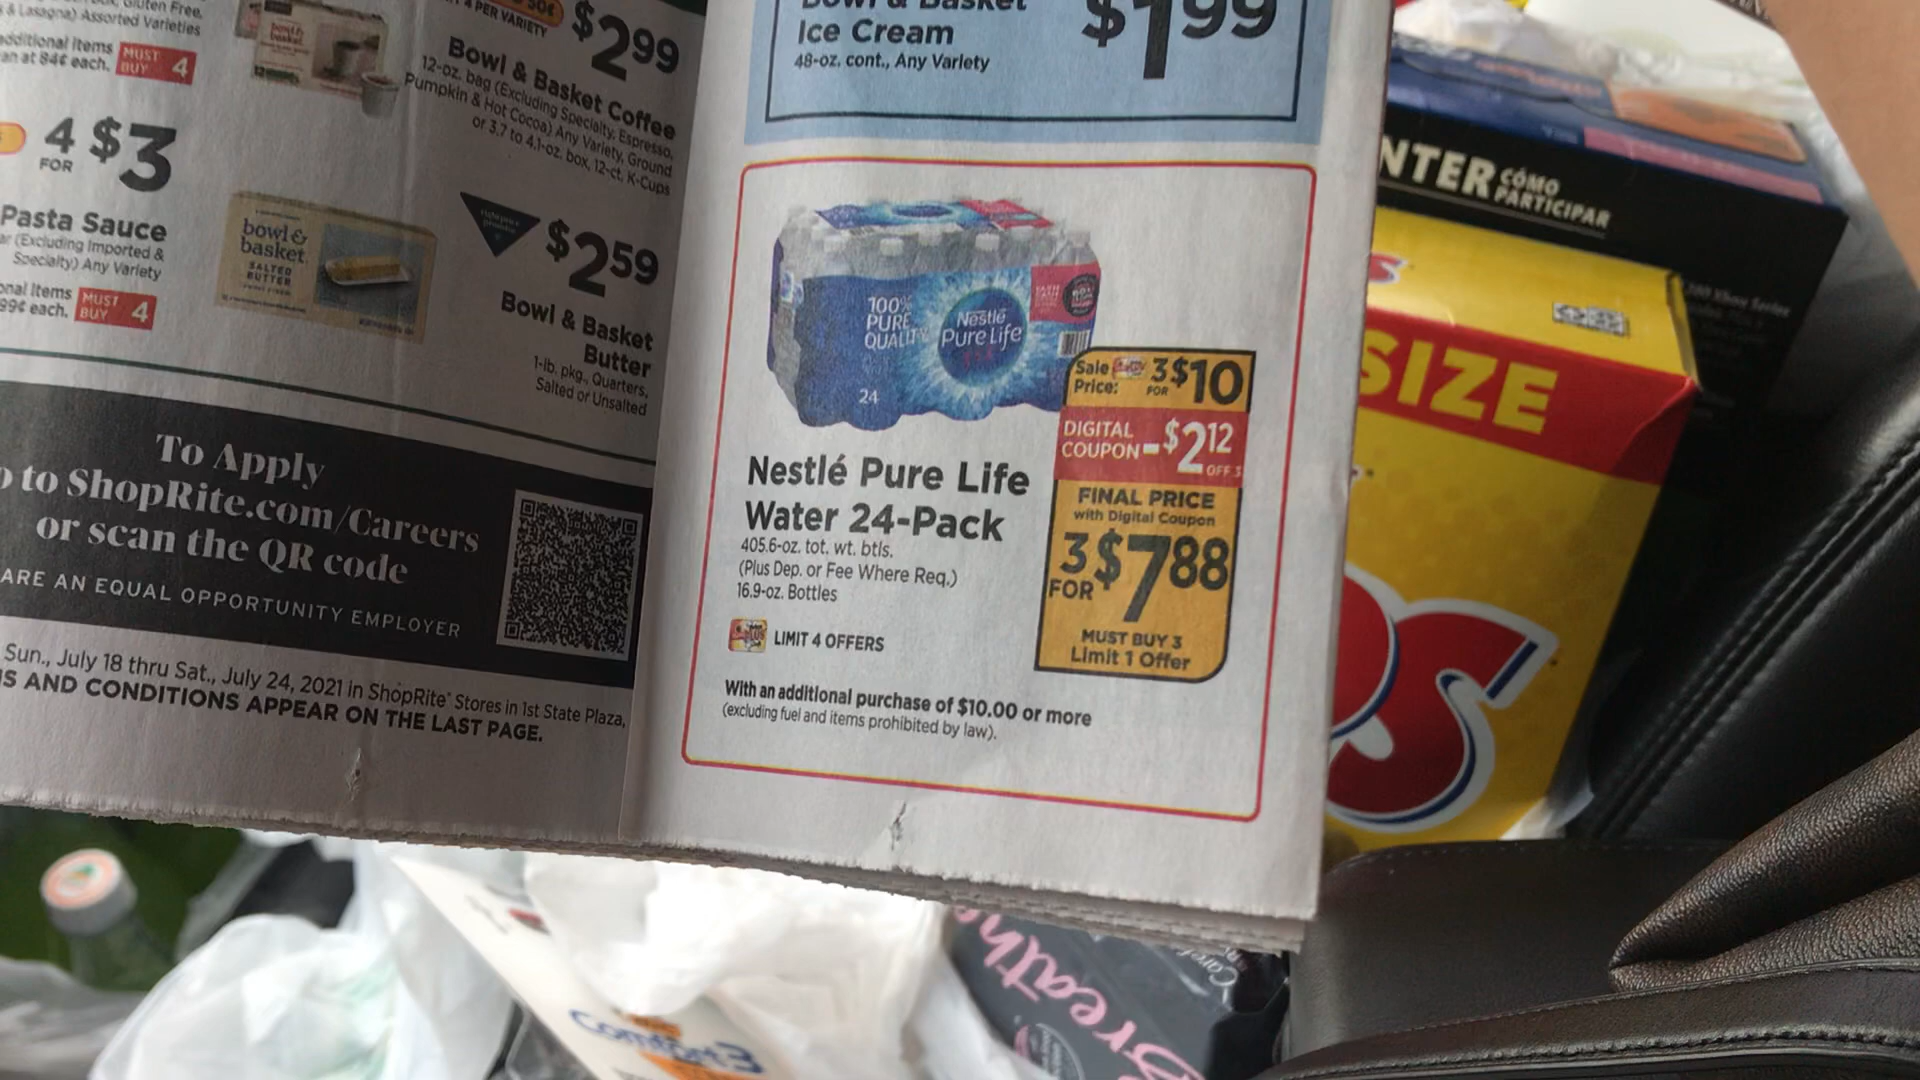 Gluten Free,
& Lasagna) Assorted Varieties
additional items
an at 84¢ each.
MUST
BUY 4
4
FOR
$3
Pasta Sauce
(Excluding Imported &
Specialty) Any Variety
99¢ each.
MUST
BUY 4
4 PER VARIETY
50¢
$2.99
Bowl & Basket Coffee
12-oz. bag (Excluding Specialty, Espresso,
Pumpkin & Hot Cocoa) Any Variety, Ground
or 3.7 to 4.1-oz. box, 12-ct. K-Cups
bowl &
basket
SALTED
BUTTER
$2.59
Bowl & Basket
Butter
1-lb. pkg., Quarters,
Salted or Unsalted
To Apply
to ShopRite.com/Careers
or scan the QR code
ARE AN EQUAL OPPORTUNITY EMPLOYER
Sun., July 18 thru Sat., July 24, 2021 in ShopRite® Stores in 1st State Plaza,
S AND CONDITIONS APPEAR ON THE LAST PAGE.
Bowl & Basket
Ice Cream
48-oz. cont., Any Variety
$1.99
100%
PURE
QUALITY
Nestlé
Pure Life
24
Sale
Price:
3
FOR
$10
DIGITAL
COUPON
-$2.12
OFF 3
FINAL PRICE
with Digital Coupon
3
FOR
$7.88
MUST BUY 3
Limit 1 Offer
Nestlé Pure Life
Water 24-Pack
405.6-oz. tot. wt. btls.
(Plus Dep. or Fee Where Req.)
16.9-oz. Bottles
LIMIT 4 OFFERS
With an additional purchase of $10.00 or more
(excluding fuel and items prohibited by law).
NTER
CÓMO
PARTICIPAR
SIZE
PS
Comfort3
Breath